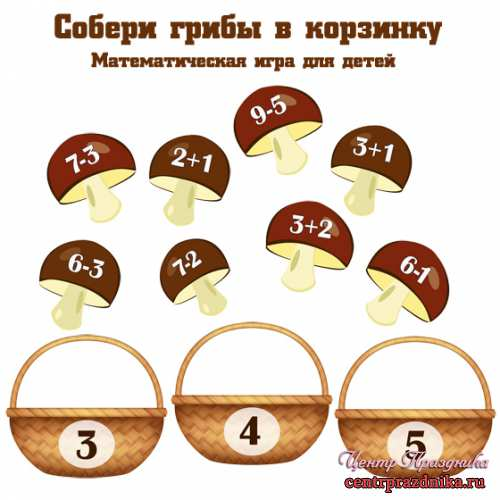 Собери грибы в корзинку
Математическая игра для детей
9-5
7-3
2+1
3+1
3+2
6-3
7-2
6-1
3
4
5
Центр Праздника
centrprazdnika.ru